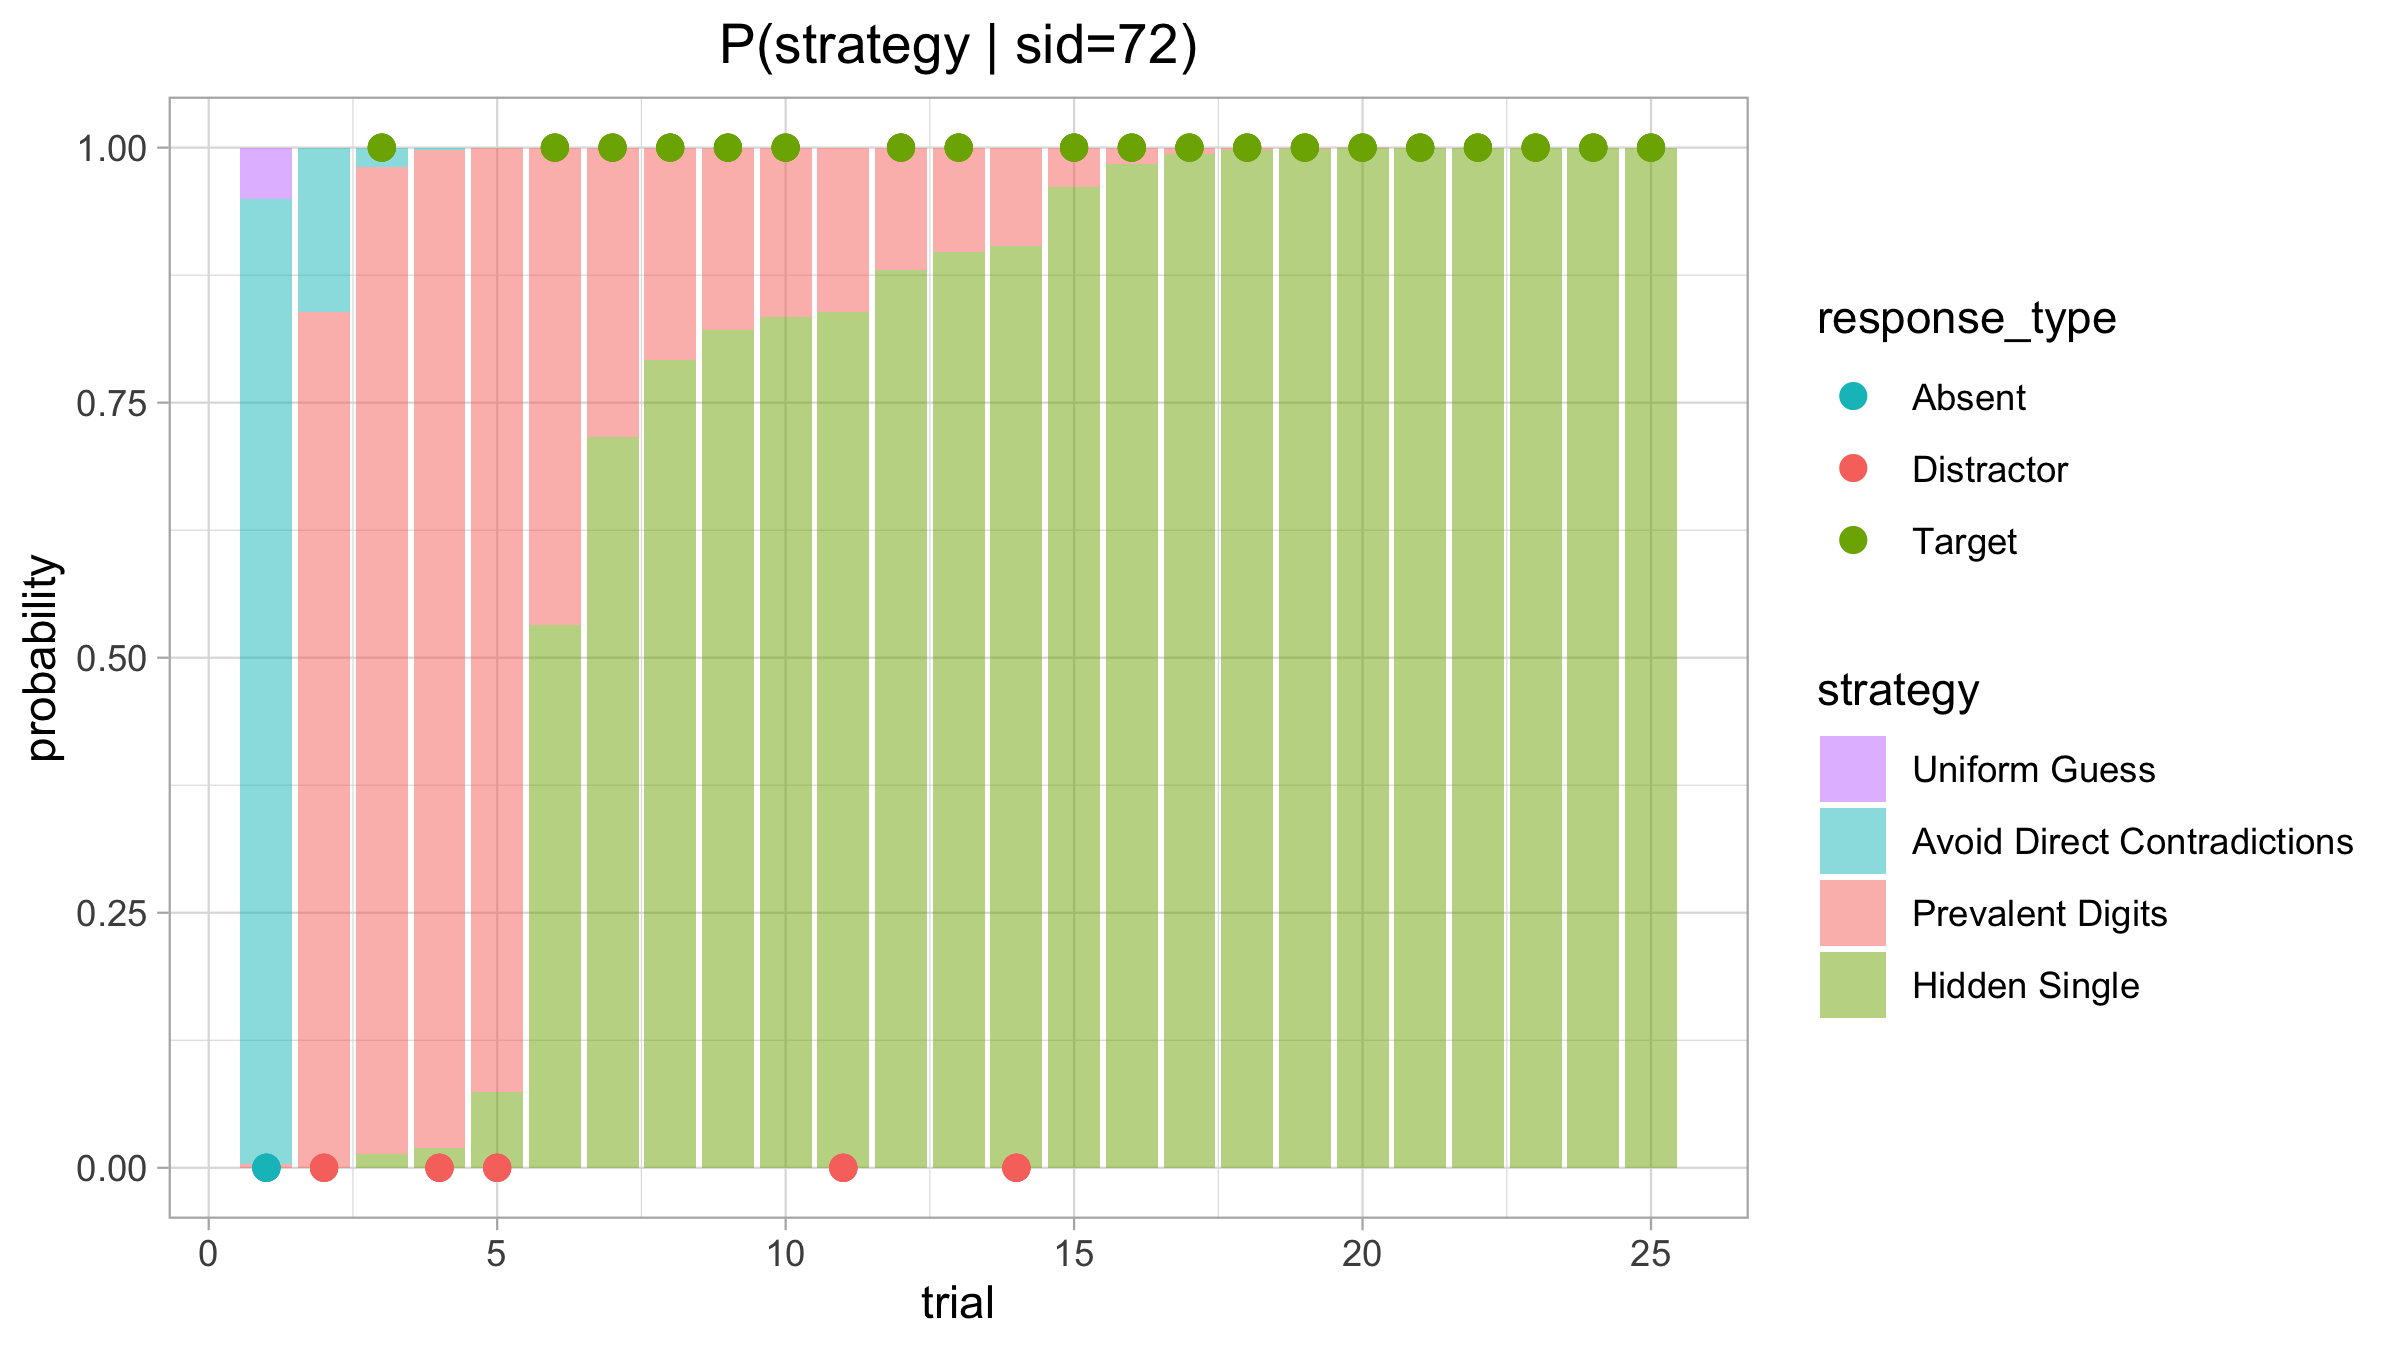 P(strategy | sid=72)
1.00
0.75
0.50
0.25
0.00
probability
0 5 10 15 20 25
trial
response_type
Absent
Distractor
Target
strategy
Uniform Guess
Avoid Direct Contradictions
Prevalent Digits
Hidden Single